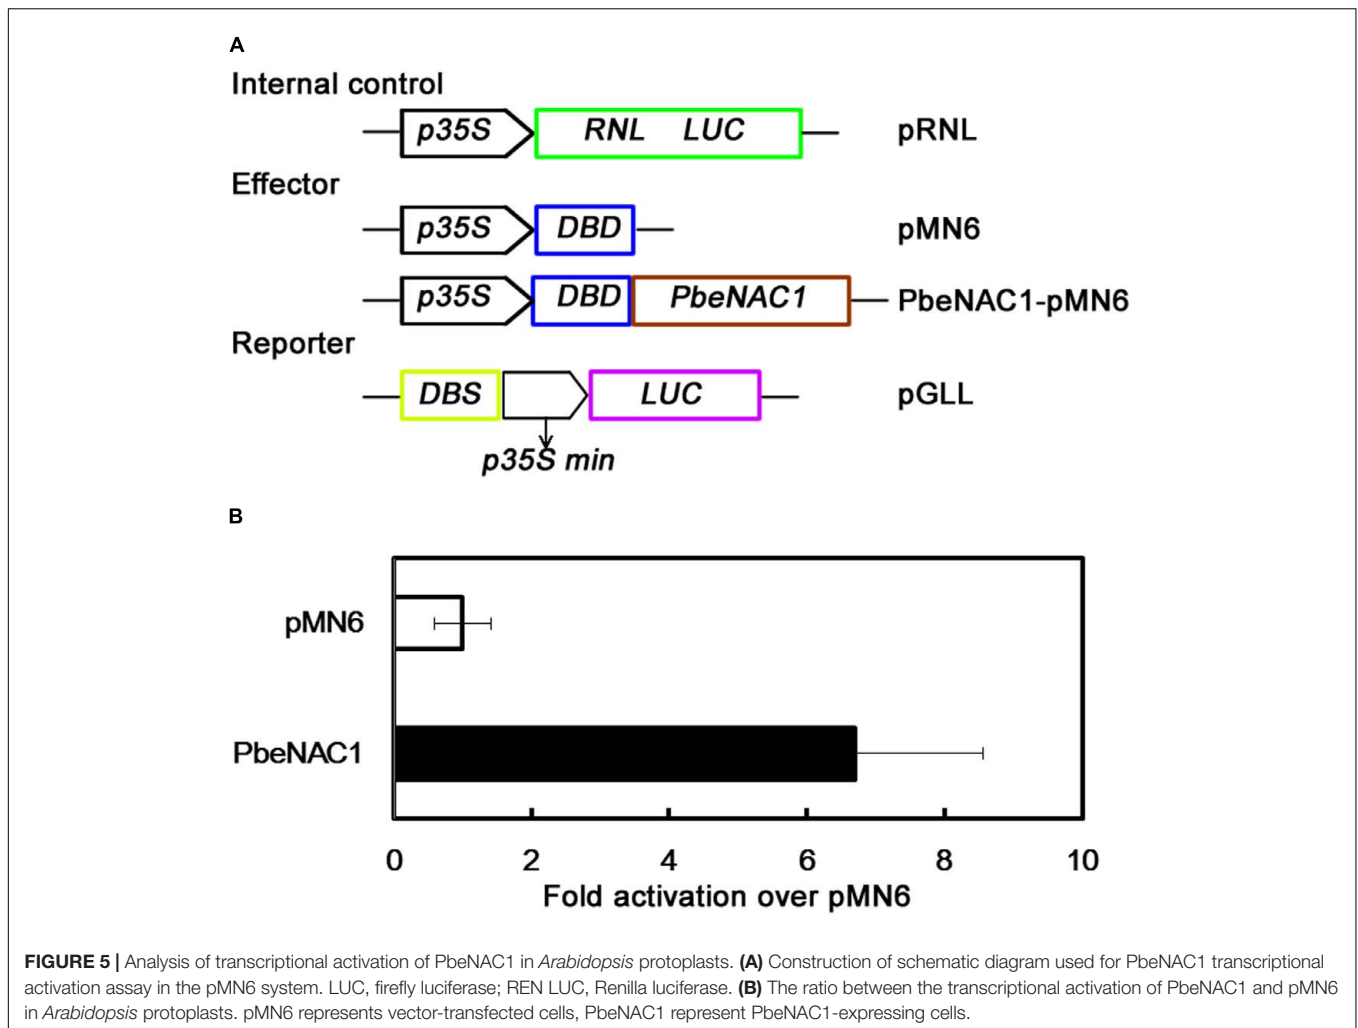 A
Internal control
p35S RNL LUC pRNL
Effector
p35S DBD pMN6
p35S DBD PbeNAC1 PbeNAC1-pMN6
Reporter
DBS LUC pGLL
p35S min
B
pMN6
PbeNAC1
0 2 4 6 8 10
Fold activation over pMN6
FIGURE 5 | Analysis of transcriptional activation of PbeNAC1 in Arabidopsis protoplasts. (A) Construction of schematic diagram used for PbeNAC1 transcriptional
activation assay in the pMN6 system. LUC, firefly luciferase; REN LUC, Renilla luciferase. (B) The ratio between the transcriptional activation of PbeNAC1 and pMN6
in Arabidopsis protoplasts. pMN6 represents vector-transfected cells, PbeNAC1 represent PbeNAC1-expressing cells.